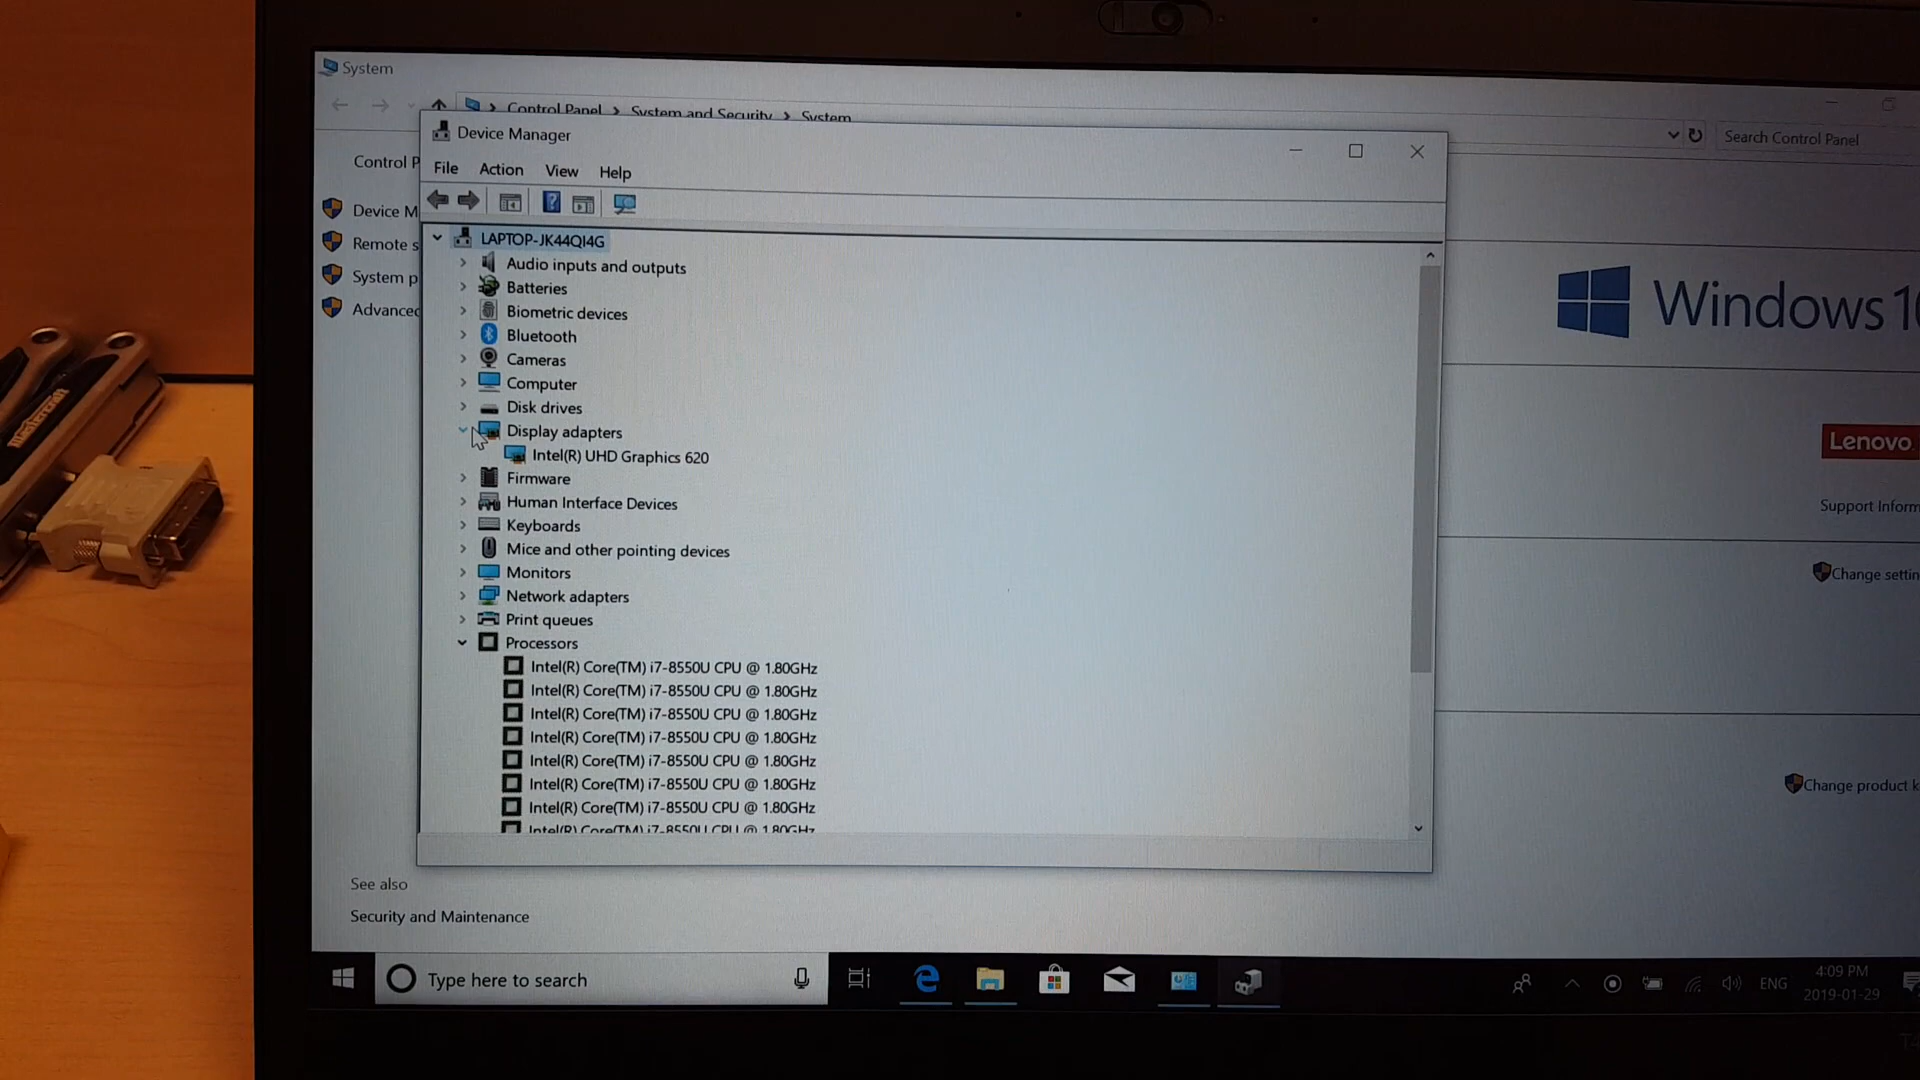 System
Control Panel > System and Security > System
Search Control Panel
Device Manager
File Action View Help
Control P
Device M
Remote s
System p
Advanced
LAPTOP-JK44QI4G
Audio inputs and outputs
Batteries
Biometric devices
Bluetooth
Cameras
Computer
Disk drives
Display adapters
Intel(R) UHD Graphics 620
Firmware
Human Interface Devices
Keyboards
Mice and other pointing devices
Monitors
Network adapters
Print queues
Processors
Intel(R) Core(TM) i7-8550U CPU @ 1.80GHz
Intel(R) Core(TM) i7-8550U CPU @ 1.80GHz
Intel(R) Core(TM) i7-8550U CPU @ 1.80GHz
Intel(R) Core(TM) i7-8550U CPU @ 1.80GHz
Intel(R) Core(TM) i7-8550U CPU @ 1.80GHz
Intel(R) Core(TM) i7-8550U CPU @ 1.80GHz
Intel(R) Core(TM) i7-8550U CPU @ 1.80GHz
Intel(R) Core(TM) i7-8550U CPU @ 1.80GHz
Windows 10
Lenovo
Support Inform
Change settin
Change product k
See also
Security and Maintenance
Type here to search
ENG
4:09 PM
2019-01-29
Mastercraft